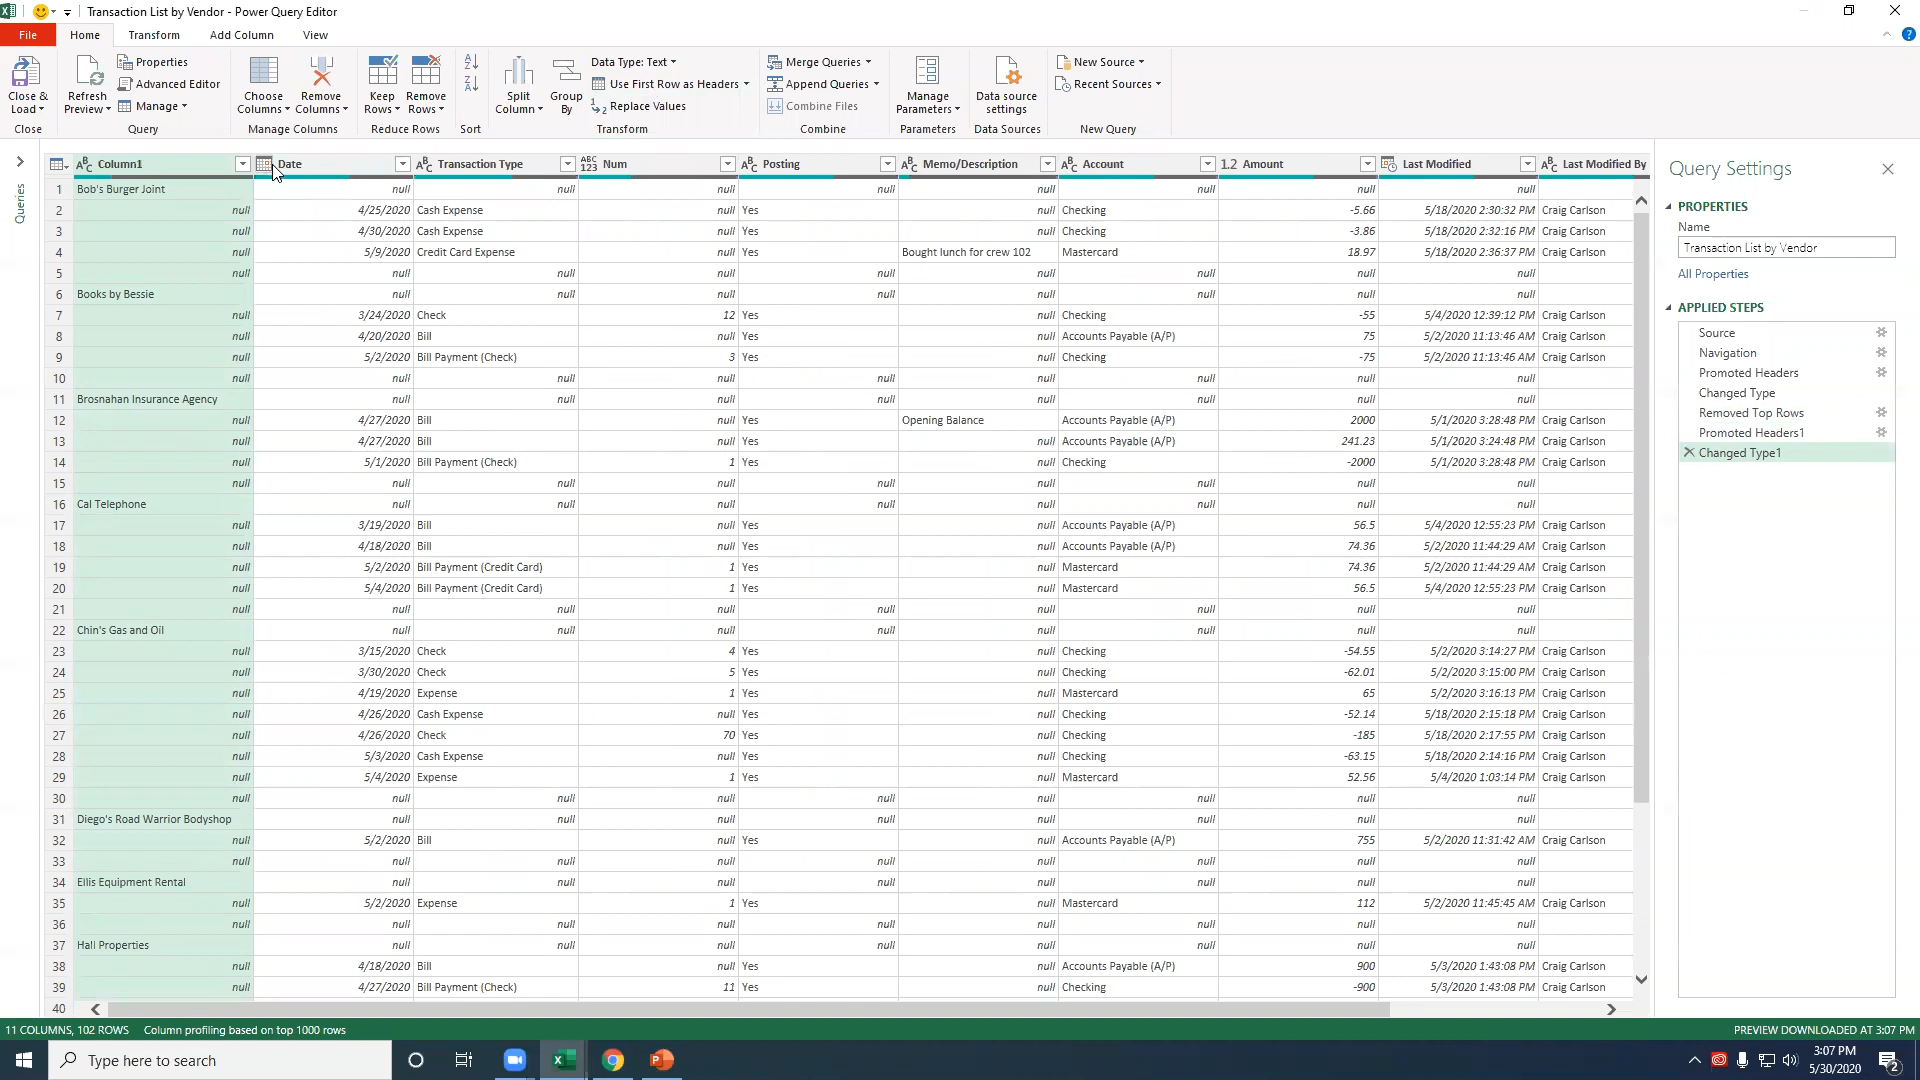 Transaction List by Vendor - Power Query Editor
File Home Transform Add Column View
Close & Load
Close
Refresh Preview
Properties
Advanced Editor
Manage
Query
Choose Columns
Remove Columns
Manage Columns
Keep Rows
Remove Rows
Reduce Rows
Sort
Split Column
Group By
Data Type: Text
Use First Row as Headers
Replace Values
Transform
Merge Queries
Append Queries
Combine Files
Combine
Manage Parameters
Parameters
Data source settings
Data Sources
New Source
Recent Sources
New Query
Queries
Column1 Date Transaction Type ABC 123 Num Posting Memo/Description Account 1.2 Amount Last Modified Last Modified By
1 Bob's Burger Joint null null null null null null
2 null 4/25/2020 Cash Expense null Yes null Checking -5.66 5/18/2020 2:30:32 PM Craig Carlson
3 null 4/30/2020 Cash Expense null Yes null Checking -3.86 5/18/2020 2:32:16 PM Craig Carlson
4 null 5/9/2020 Credit Card Expense null Yes Bought lunch for crew 102 Mastercard 18.97 5/18/2020 2:36:37 PM Craig Carlson
5 null null null null null null null null
6 Books by Bessie null null null null null null null
7 null 3/24/2020 Check 12 Yes null Checking -55 5/4/2020 12:39:12 PM Craig Carlson
8 null 4/20/2020 Bill null Yes null Accounts Payable (A/P) 75 5/2/2020 11:13:46 AM Craig Carlson
9 null 5/2/2020 Bill Payment (Check) 3 Yes null Checking -75 5/2/2020 11:13:46 AM Craig Carlson
10 null null null null null null null null
11 Brosnahan Insurance Agency null null null null null null null
12 null 4/27/2020 Bill null Yes Opening Balance Accounts Payable (A/P) 2000 5/1/2020 3:28:48 PM Craig Carlson
13 null 4/27/2020 Bill null Yes null Accounts Payable (A/P) 241.23 5/1/2020 3:24:48 PM Craig Carlson
14 null 5/1/2020 Bill Payment (Check) 1 Yes null Checking -2000 5/1/2020 3:28:48 PM Craig Carlson
15 null null null null null null null null
16 Cal Telephone null null null null null null null
17 null 3/19/2020 Bill null Yes null Accounts Payable (A/P) 56.5 5/4/2020 12:55:23 PM Craig Carlson
18 null 4/18/2020 Bill null Yes null Accounts Payable (A/P) 74.36 5/2/2020 11:44:29 AM Craig Carlson
19 null 5/2/2020 Bill Payment (Credit Card) 1 Yes null Mastercard 74.36 5/2/2020 11:44:29 AM Craig Carlson
20 null 5/4/2020 Bill Payment (Credit Card) 1 Yes null Mastercard 56.5 5/4/2020 12:55:23 PM Craig Carlson
21 null null null null null null null null
22 Chin's Gas and Oil null null null null null null
23 null 3/15/2020 Check 4 Yes null Checking -54.55 5/2/2020 3:14:27 PM Craig Carlson
24 null 3/30/2020 Check 5 Yes null Checking -62.01 5/2/2020 3:15:00 PM Craig Carlson
25 null 4/19/2020 Expense 1 Yes null Mastercard 65 5/2/2020 3:16:13 PM Craig Carlson
26 null 4/26/2020 Cash Expense null Yes null Checking -52.14 5/18/2020 2:15:18 PM Craig Carlson
27 null 4/26/2020 Check 70 Yes null Checking -185 5/18/2020 2:17:55 PM Craig Carlson
28 null 5/3/2020 Cash Expense null Yes null Checking -63.15 5/18/2020 2:14:16 PM Craig Carlson
29 null 5/4/2020 Expense 1 Yes null Mastercard 52.56 5/4/2020 1:03:14 PM Craig Carlson
30 null null null null null null null null
31 Diego's Road Warrior Bodyshop null null null null null null null
32 null 5/2/2020 Bill null Yes null Accounts Payable (A/P) 755 5/2/2020 11:31:42 AM Craig Carlson
33 null null null null null null null null
34 Ellis Equipment Rental null null null null null null null
35 null 5/2/2020 Expense 1 Yes null Mastercard 112 5/2/2020 11:45:45 AM Craig Carlson
36 null null null null null null null null
37 Hall Properties null null null null null null null
38 null 4/18/2020 Bill null Yes null Accounts Payable (A/P) 900 5/3/2020 1:43:08 PM Craig Carlson
39 null 4/27/2020 Bill Payment (Check) 11 Yes null Checking -900 5/3/2020 1:43:08 PM Craig Carlson
40
Query Settings
PROPERTIES
Name
Transaction List by Vendor
All Properties
APPLIED STEPS
Source
Navigation
Promoted Headers
Changed Type
Removed Top Rows
Promoted Headers1
Changed Type1
11 COLUMNS, 102 ROWS Column profiling based on top 1000 rows PREVIEW DOWNLOADED AT 3:07 PM
Type here to search
3:07 PM
5/30/2020
2